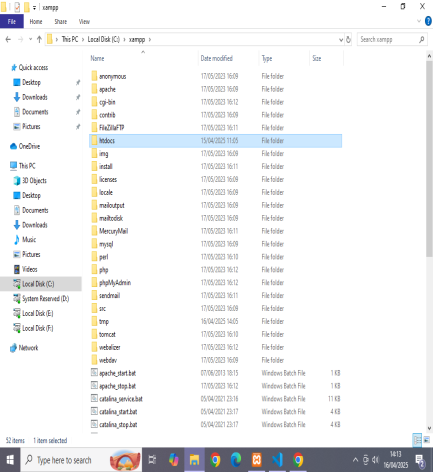 xampp
File Home Share View
This PC > Local Disk (C:) > xampp >
Search xampp
Name Date modified Type Size
Quick access
Desktop
Downloads
Documents
Pictures
OneDrive
This PC
3D Objects
Desktop
Documents
Downloads
Music
Pictures
Videos
Local Disk (C:)
System Reserved (D:)
Local Disk (E:)
Local Disk (F:)
Network
anonymous 17/05/2023 16:09 File folder
apache 17/05/2023 16:09 File folder
cgi-bin 17/05/2023 16:12 File folder
contrib 17/05/2023 16:09 File folder
FileZillaFTP 17/05/2023 16:11 File folder
htdocs 15/04/2025 11:05 File folder
img 17/05/2023 16:09 File folder
install 17/05/2023 16:11 File folder
licenses 17/05/2023 16:09 File folder
locale 17/05/2023 16:09 File folder
mailoutput 17/05/2023 16:09 File folder
mailtodisk 17/05/2023 16:09 File folder
MercuryMail 17/05/2023 16:11 File folder
mysql 17/05/2023 16:09 File folder
perl 17/05/2023 16:10 File folder
php 17/05/2023 16:12 File folder
phpMyAdmin 17/05/2023 16:12 File folder
sendmail 17/05/2023 16:11 File folder
src 17/05/2023 16:09 File folder
tmp 16/04/2025 14:05 File folder
tomcat 17/05/2023 16:10 File folder
webalizer 17/05/2023 16:12 File folder
webdav 17/05/2023 16:09 File folder
apache_start.bat 07/06/2013 18:15 Windows Batch File 1 KB
apache_stop.bat 17/05/2023 16:12 Windows Batch File 1 KB
catalina_service.bat 05/04/2021 23:16 Windows Batch File 11 KB
catalina_start.bat 05/04/2021 23:17 Windows Batch File 4 KB
catalina_stop.bat 05/04/2021 23:17 Windows Batch File 4 KB
52 items 1 item selected
Type here to search
14:13
16/04/2025